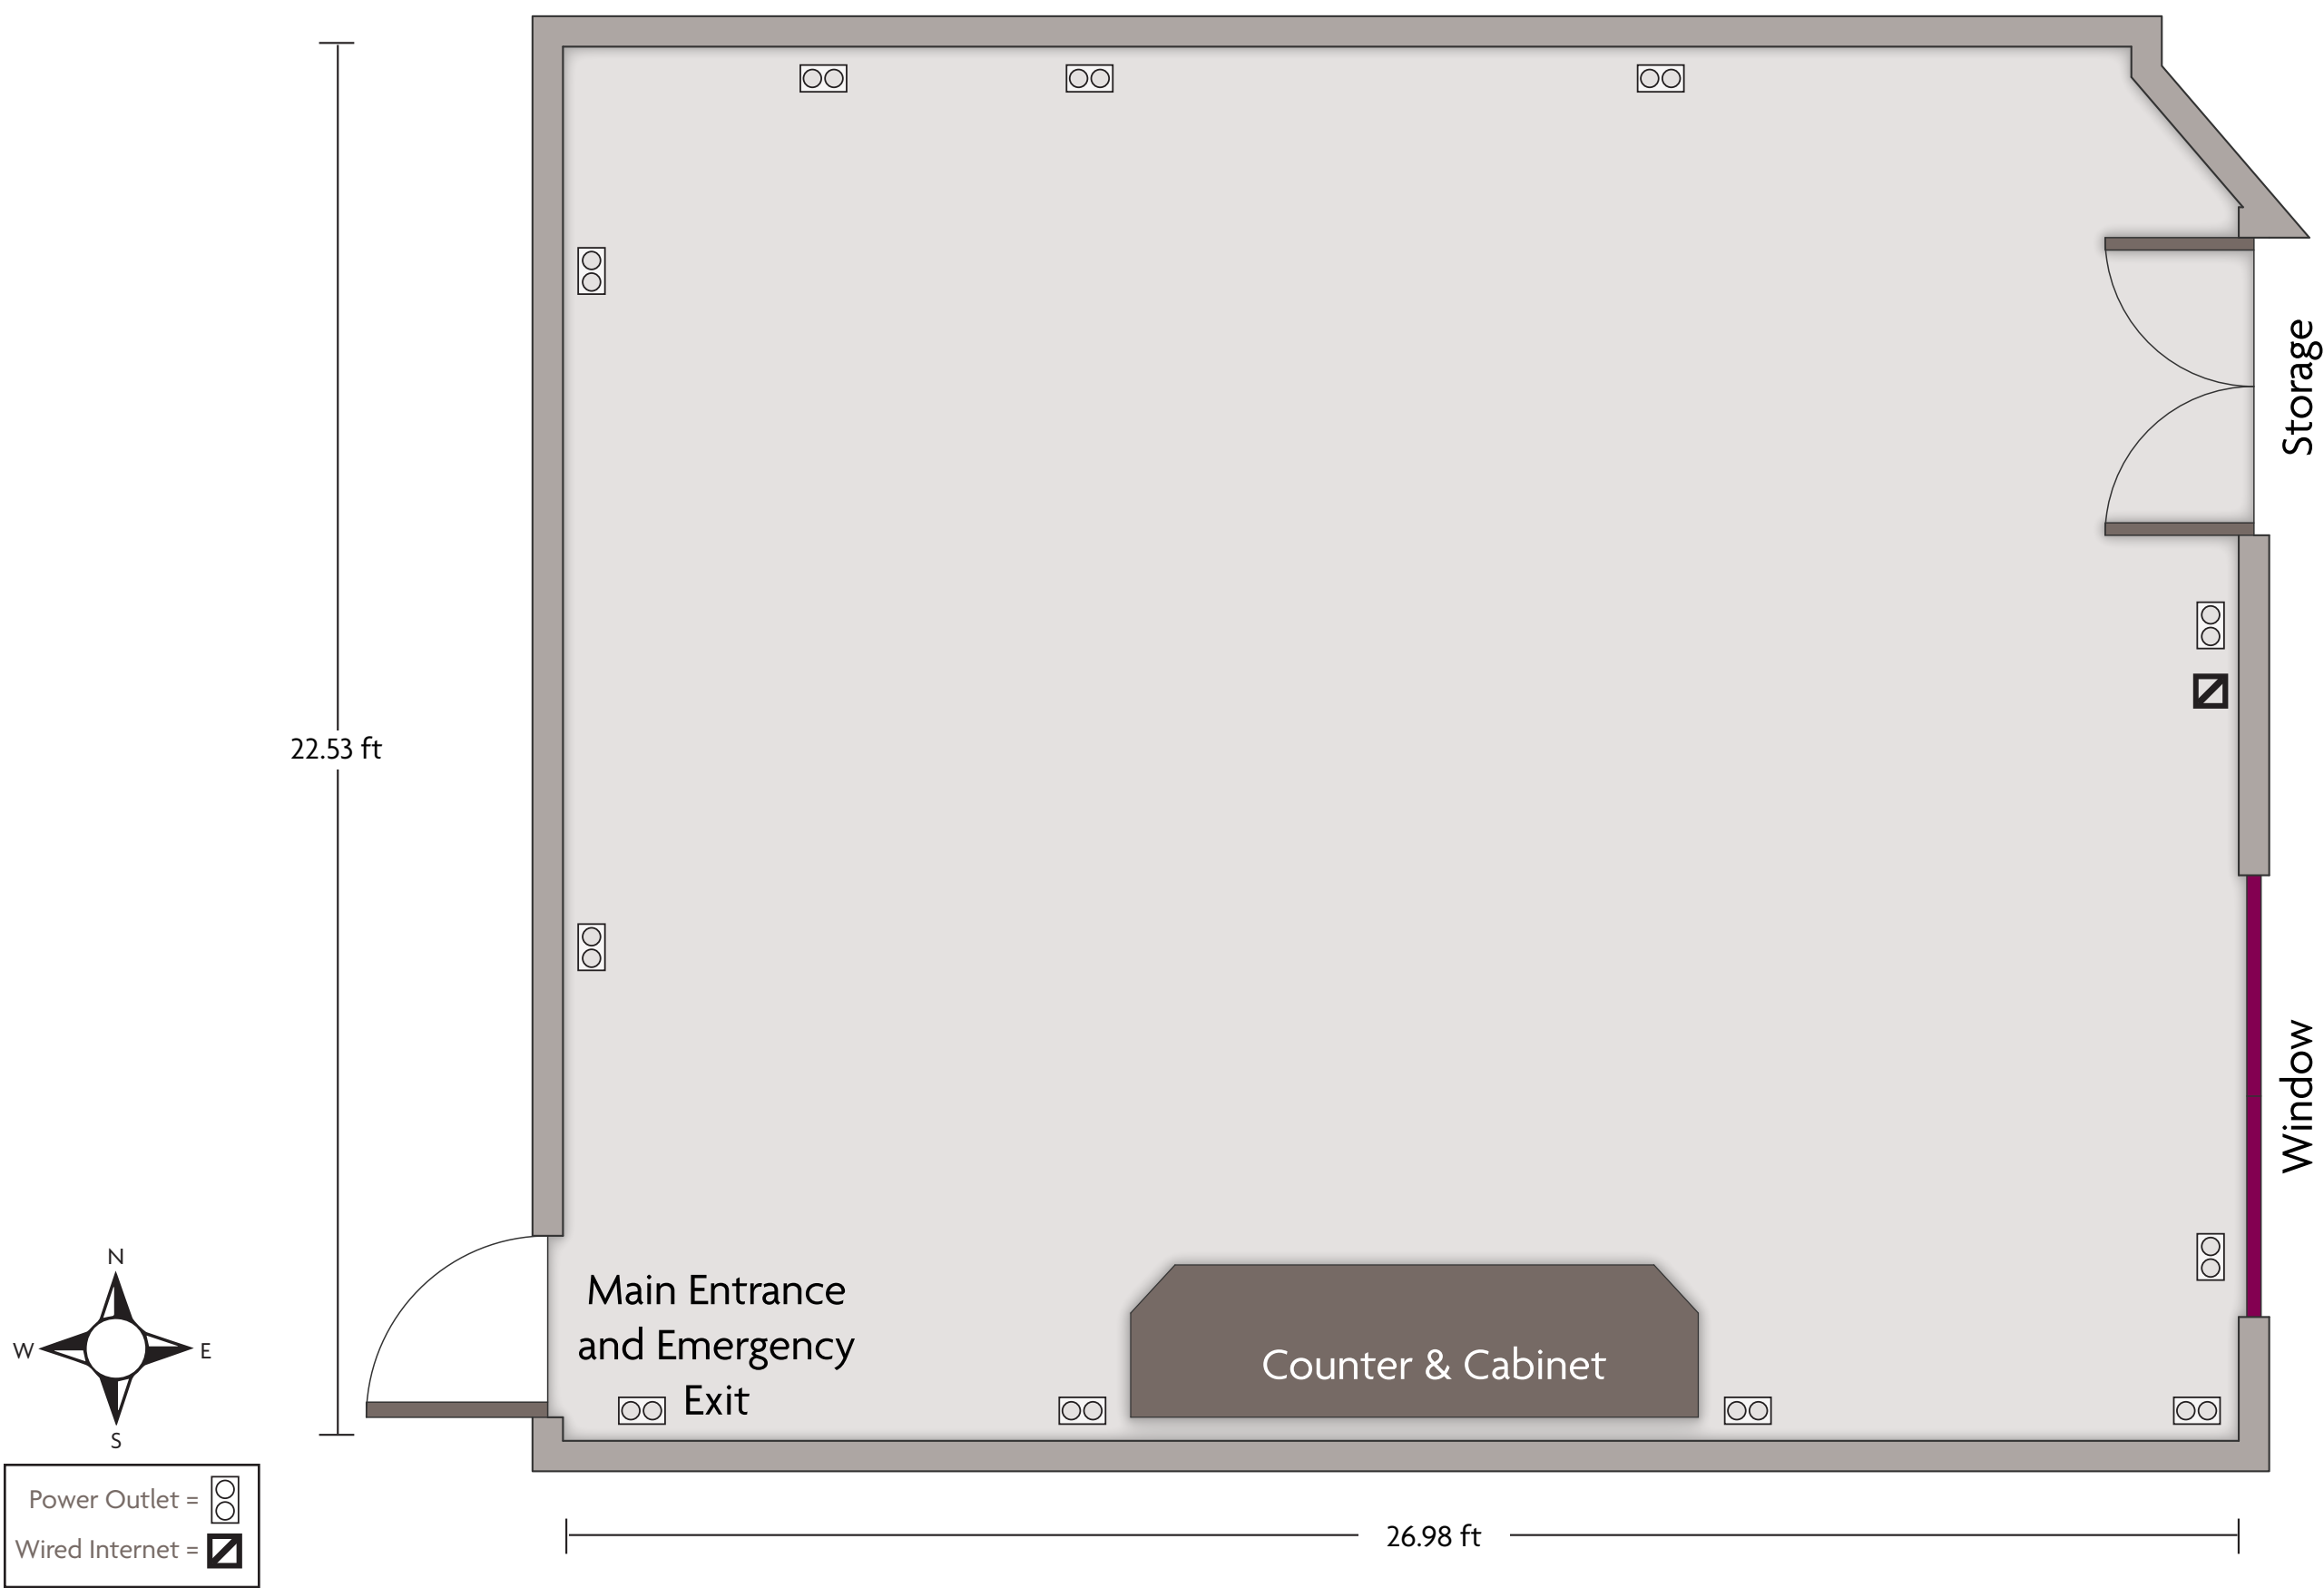 Storage
22.53 ft
Window
Main Entrance
and Emergency
Exit
Counter & Cabinet
N
W
E
S
Power Outlet =
Wired Internet =
26.98 ft